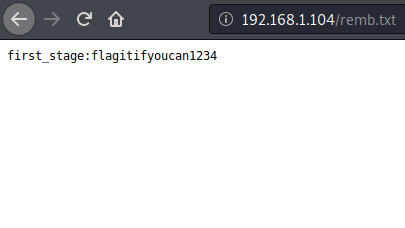 192.168.1.104/remb.txt
first_stage:flagitifyoucan1234